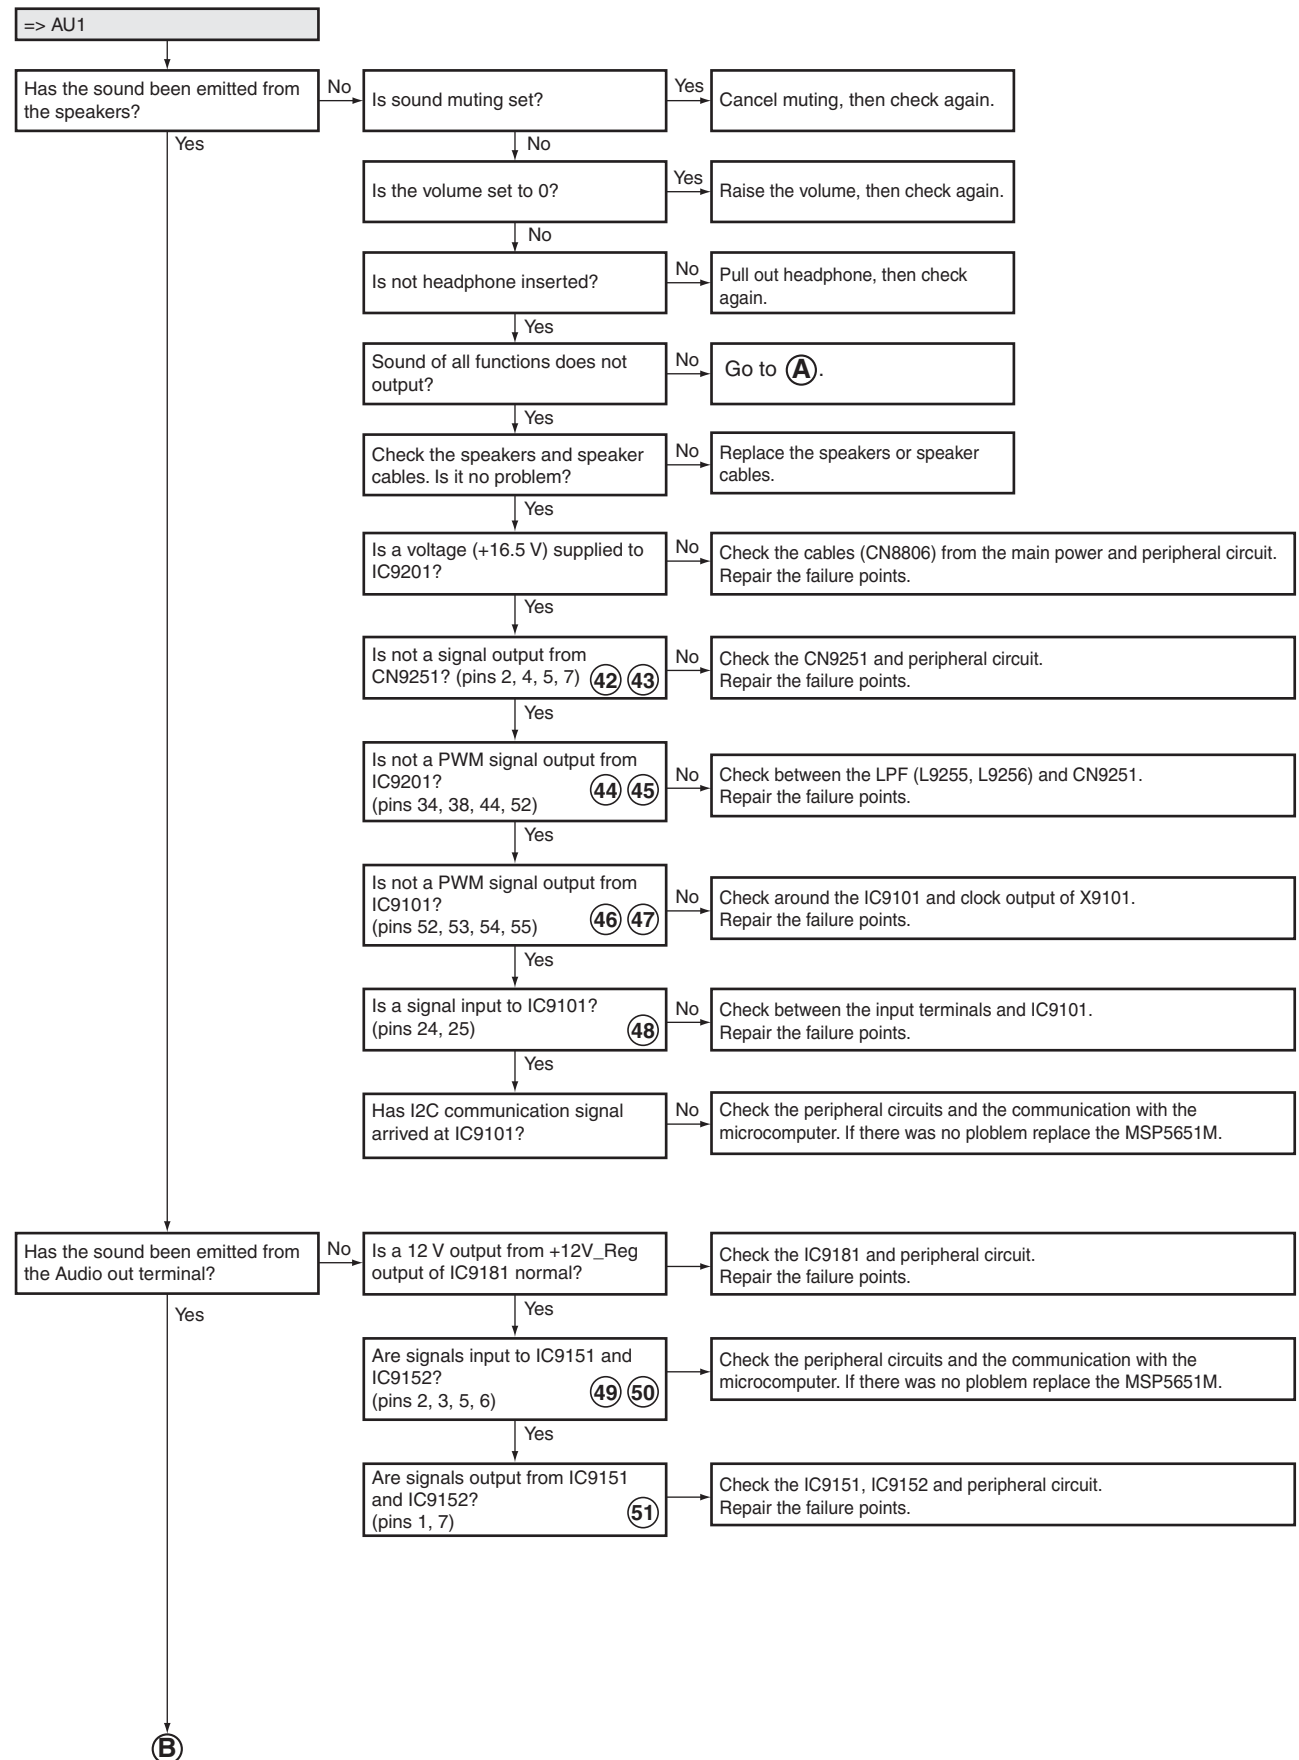 => AU1
Has the sound been emitted from
the speakers?
No
Is sound muting set?
Yes
Cancel muting, then check again.
Yes
No
Is the volume set to 0?
Yes
Raise the volume, then check again.
No
Is not headphone inserted?
No
Pull out headphone, then check
again.
Yes
Sound of all functions does not
output?
No
Go to A.
Yes
Check the speakers and speaker
cables. Is it no problem?
No
Replace the speakers or speaker
cables.
Yes
Is a voltage (+16.5 V) supplied to
IC9201?
No
Check the cables (CN8806) from the main power and peripheral circuit.
Repair the failure points.
Yes
Is not a signal output from
CN9251? (pins 2, 4, 5, 7) 42 43
No
Check the CN9251 and peripheral circuit.
Repair the failure points.
Yes
Is not a PWM signal output from
IC9201?
(pins 34, 38, 44, 52) 44 45
No
Check between the LPF (L9255, L9256) and CN9251.
Repair the failure points.
Yes
Is not a PWM signal output from
IC9101?
(pins 52, 53, 54, 55) 46 47
No
Check around the IC9101 and clock output of X9101.
Repair the failure points.
Yes
Is a signal input to IC9101?
(pins 24, 25) 48
No
Check between the input terminals and IC9101.
Repair the failure points.
Yes
Has I2C communication signal
arrived at IC9101?
No
Check the peripheral circuits and the communication with the
microcomputer. If there was no ploblem replace the MSP5651M.
Has the sound been emitted from
the Audio out terminal?
No
Is a 12 V output from +12V_Reg
output of IC9181 normal?
Check the IC9181 and peripheral circuit.
Repair the failure points.
Yes
Yes
Are signals input to IC9151 and
IC9152?
(pins 2, 3, 5, 6) 49 50
Check the peripheral circuits and the communication with the
microcomputer. If there was no ploblem replace the MSP5651M.
Yes
Are signals output from IC9151
and IC9152?
(pins 1, 7) 51
Check the IC9151, IC9152 and peripheral circuit.
Repair the failure points.
B